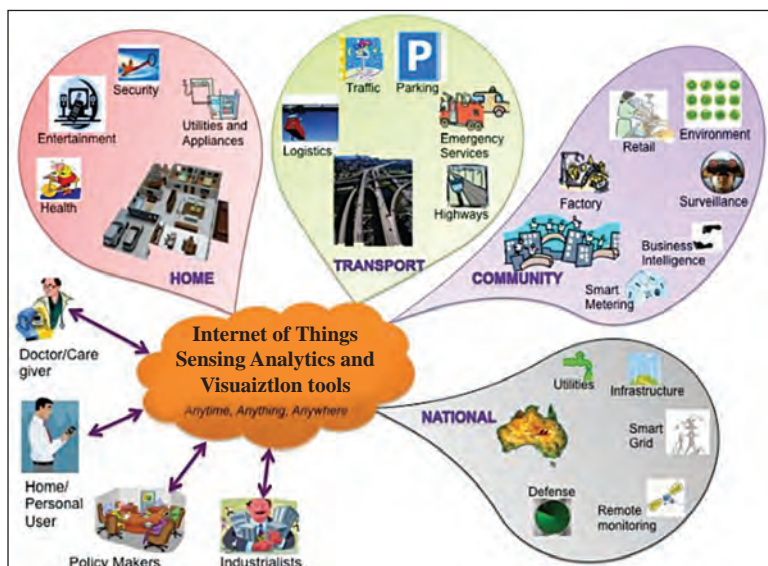 Security
Entertainment
Utilities and
Appliances
Health
HOME
P
Traffic
Parking
Logistics
Emergency
Services
Highways
TRANSPORT
Retail
Environment
Factory
Surveillance
Business
Intelligence
COMMUNITY
Smart
Metering
Doctor/Care
giver
Internet of Things
Sensing Analytics and
Visuaiztlon tools
Anytime, Anything, Anywhere
Home/
Personal
User
Policy Makers
Industrialists
NATIONAL
Utilities
Infrastructure
Smart
Grid
Defense
Remote
monitoring